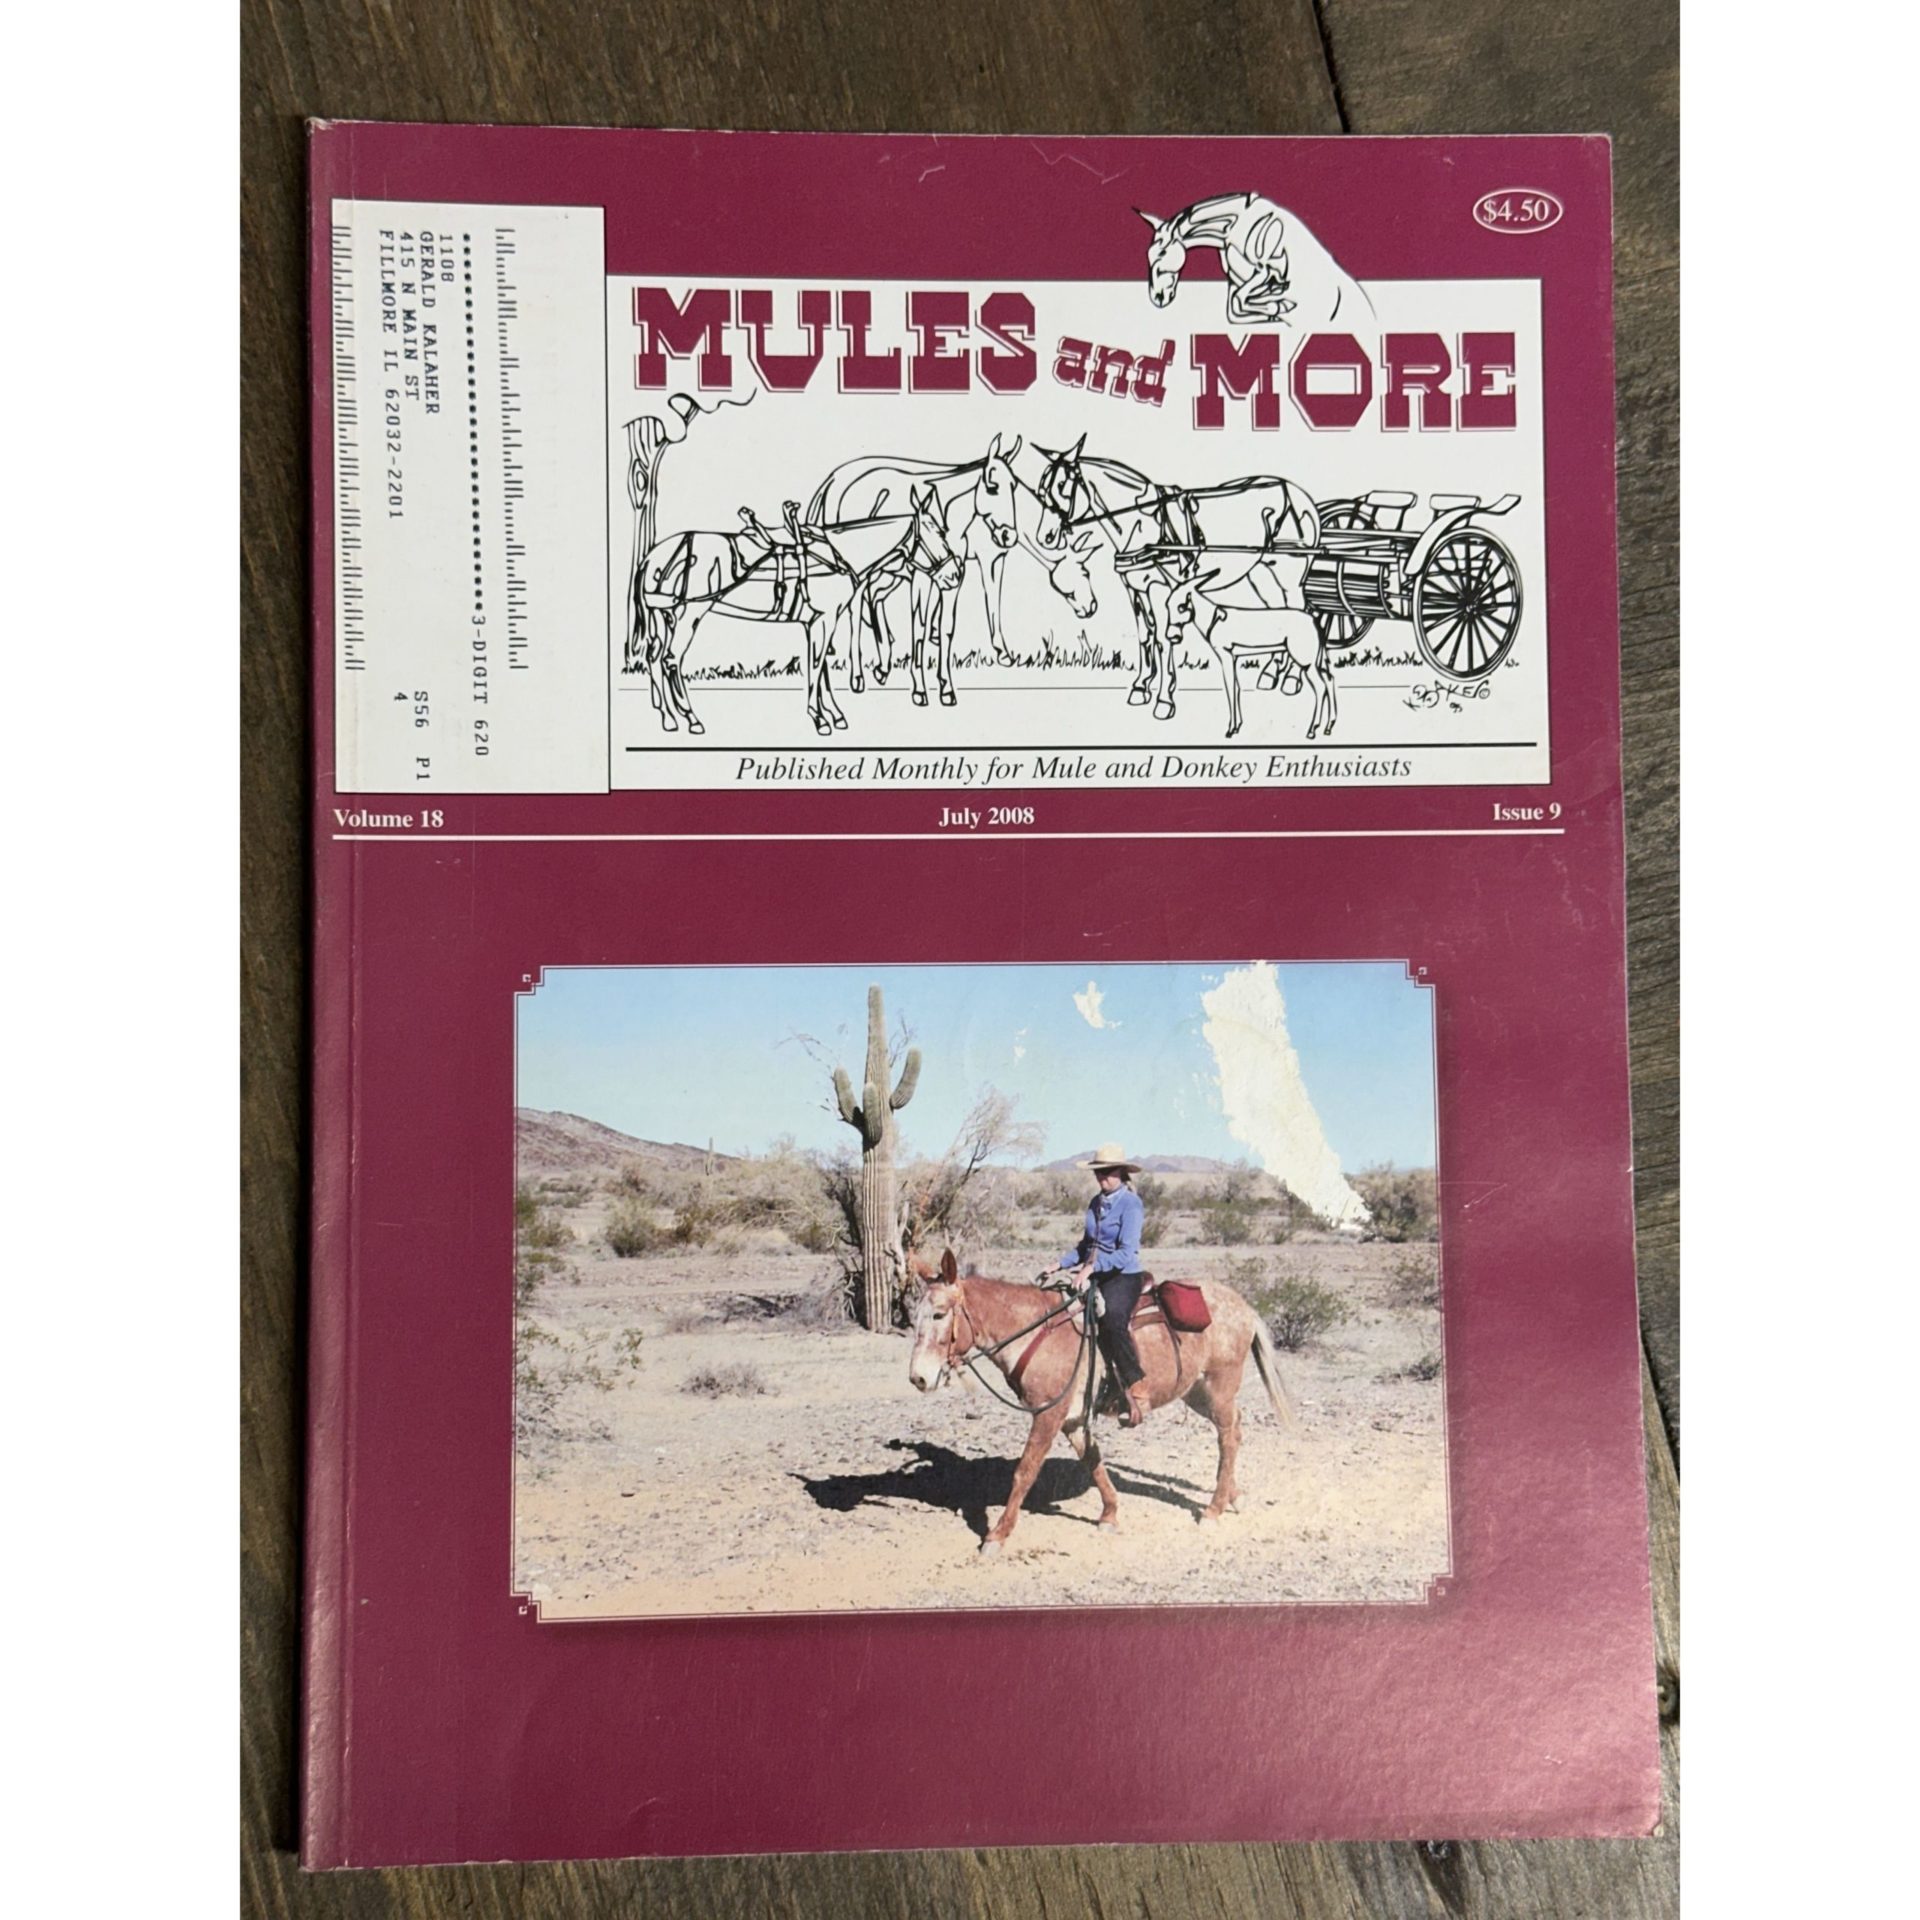 $4.50
MULES and MORE
Published Monthly for Mule and Donkey Enthusiasts
Volume 18
July 2008
Issue 9
3-DIGIT 620
1108
GERALD KALAHER
415 N MAIN ST
FILLMORE IL 62032-2201
S56 P1
4